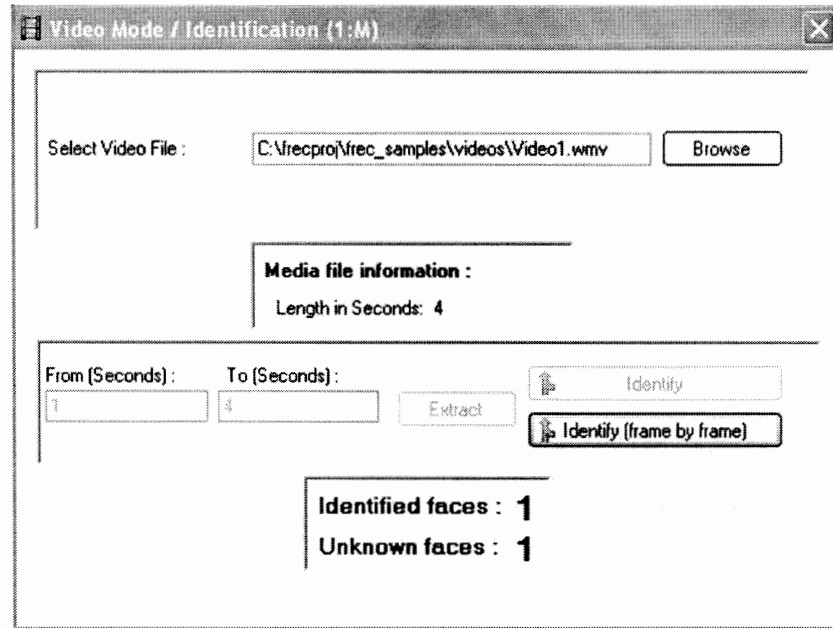 Video Mode / Identification (1:M)
Select Video File :
C:\frecproj\frec_samples\videos\Video1.wmv
Browse
Media file information :
Length in Seconds: 4
From (Seconds) :
To (Seconds) :
1
4
Extract
Identify
Identify (frame by frame)
Identified faces : 1
Unknown faces : 1